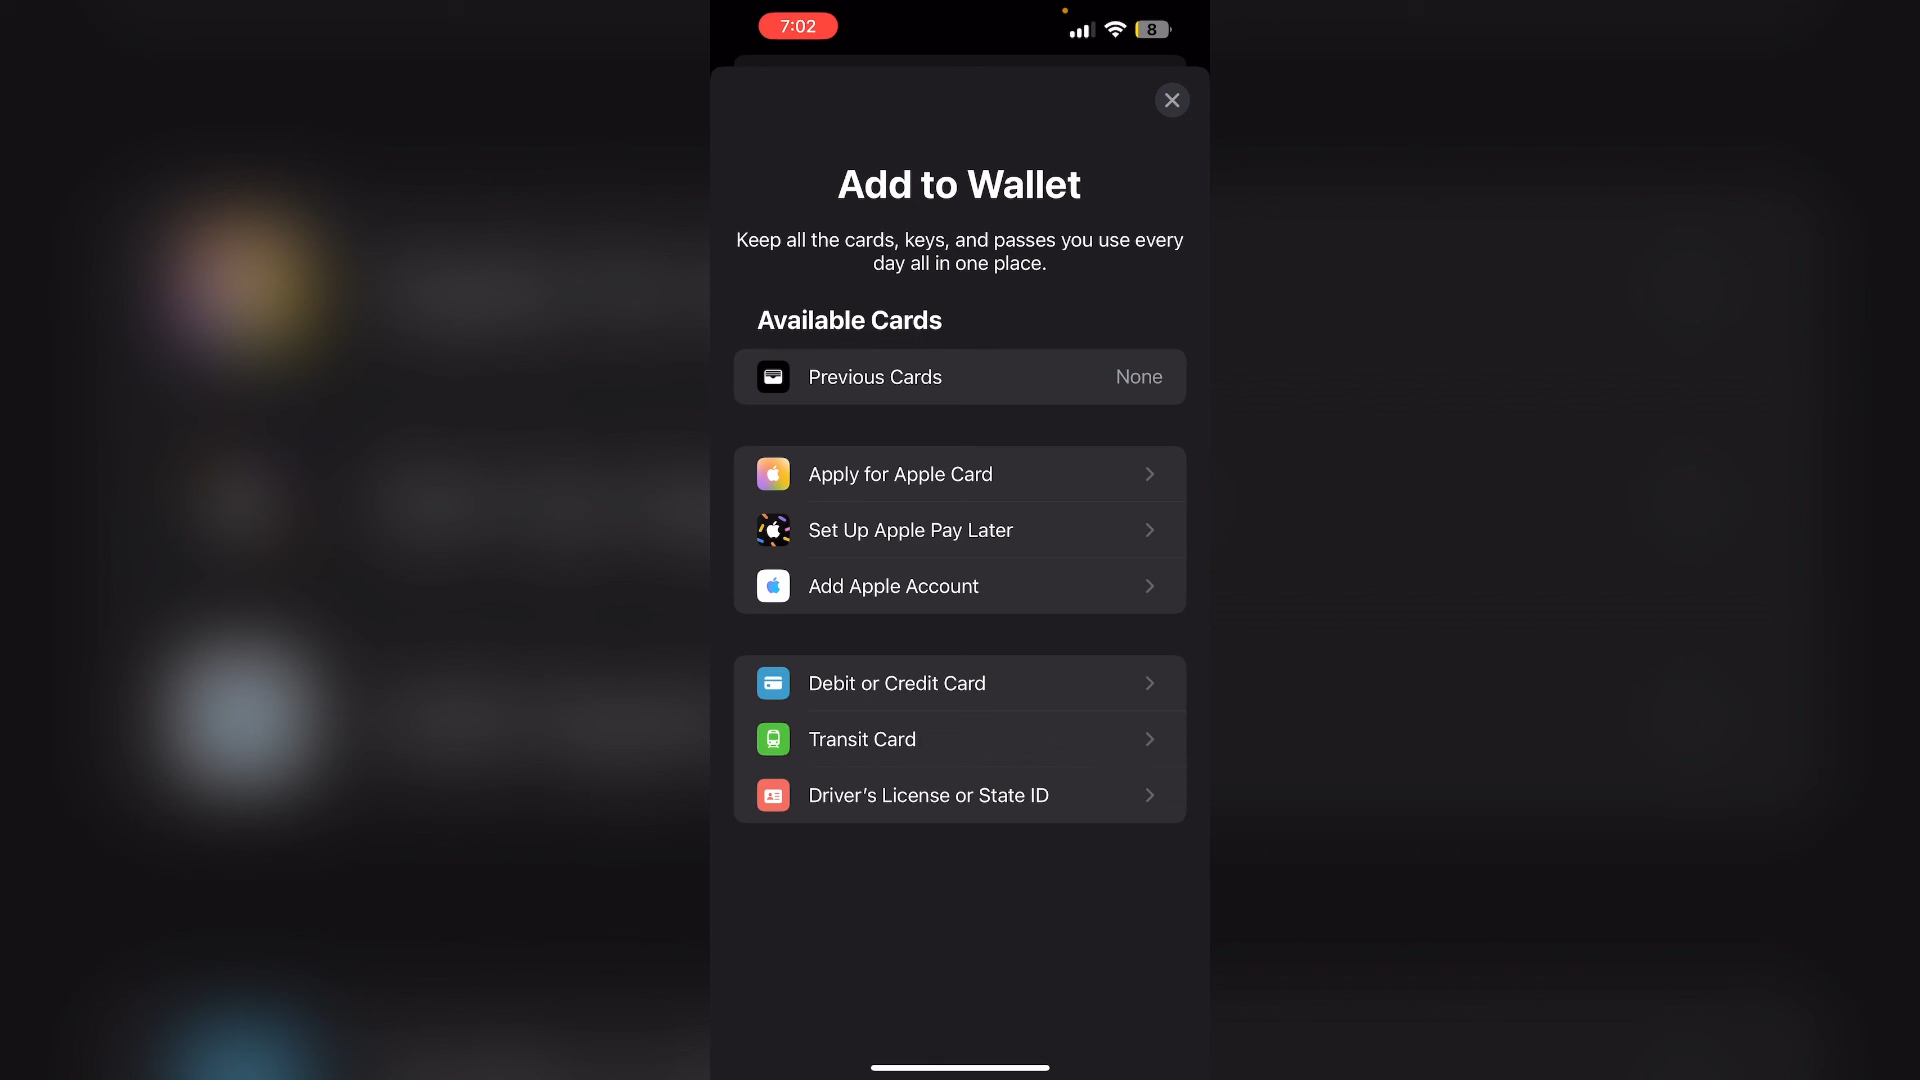 7:02
8
Add to Wallet
Keep all the cards, keys, and passes you use every
day all in one place.
Available Cards
Previous Cards None
Apply for Apple Card
Set Up Apple Pay Later
Add Apple Account
Debit or Credit Card
Transit Card
Driver’s License or State ID